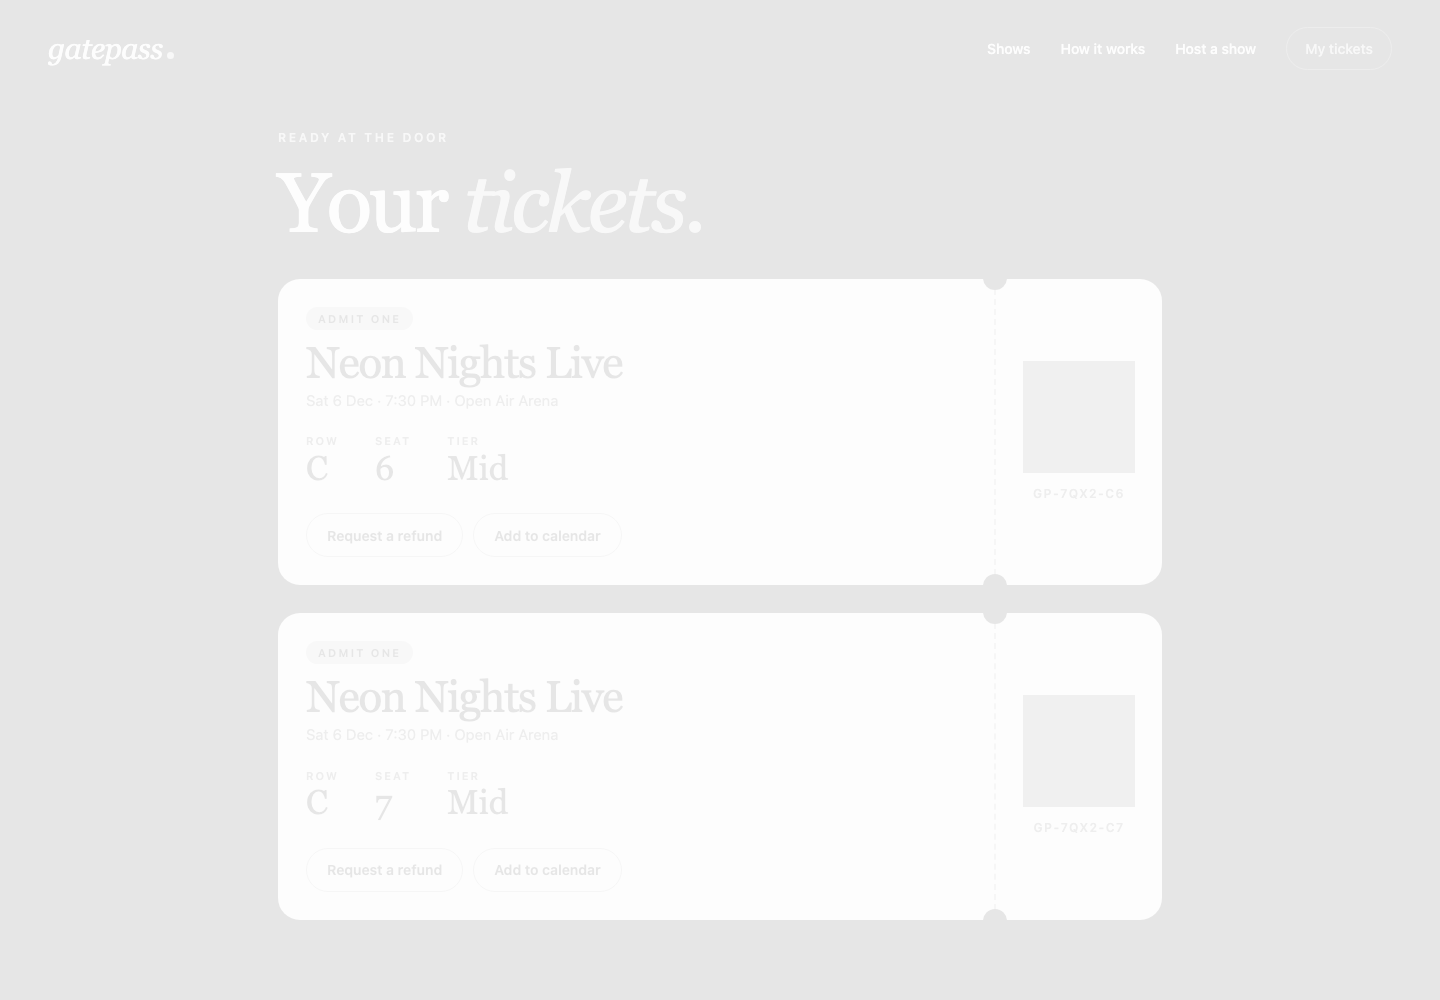 gatepass.
Shows
How it works
Host a show
My tickets
READY AT THE DOOR
Your tickets.
ADMIT ONE
Neon Nights Live
Sat 6 Dec · 7:30 PM · Open Air Arena
ROW SEAT TIER
C 6 Mid
Request a refund
Add to calendar
GP-7QX2-C6
ADMIT ONE
Neon Nights Live
Sat 6 Dec · 7:30 PM · Open Air Arena
ROW SEAT TIER
C 7 Mid
Request a refund
Add to calendar
GP-7QX2-C7